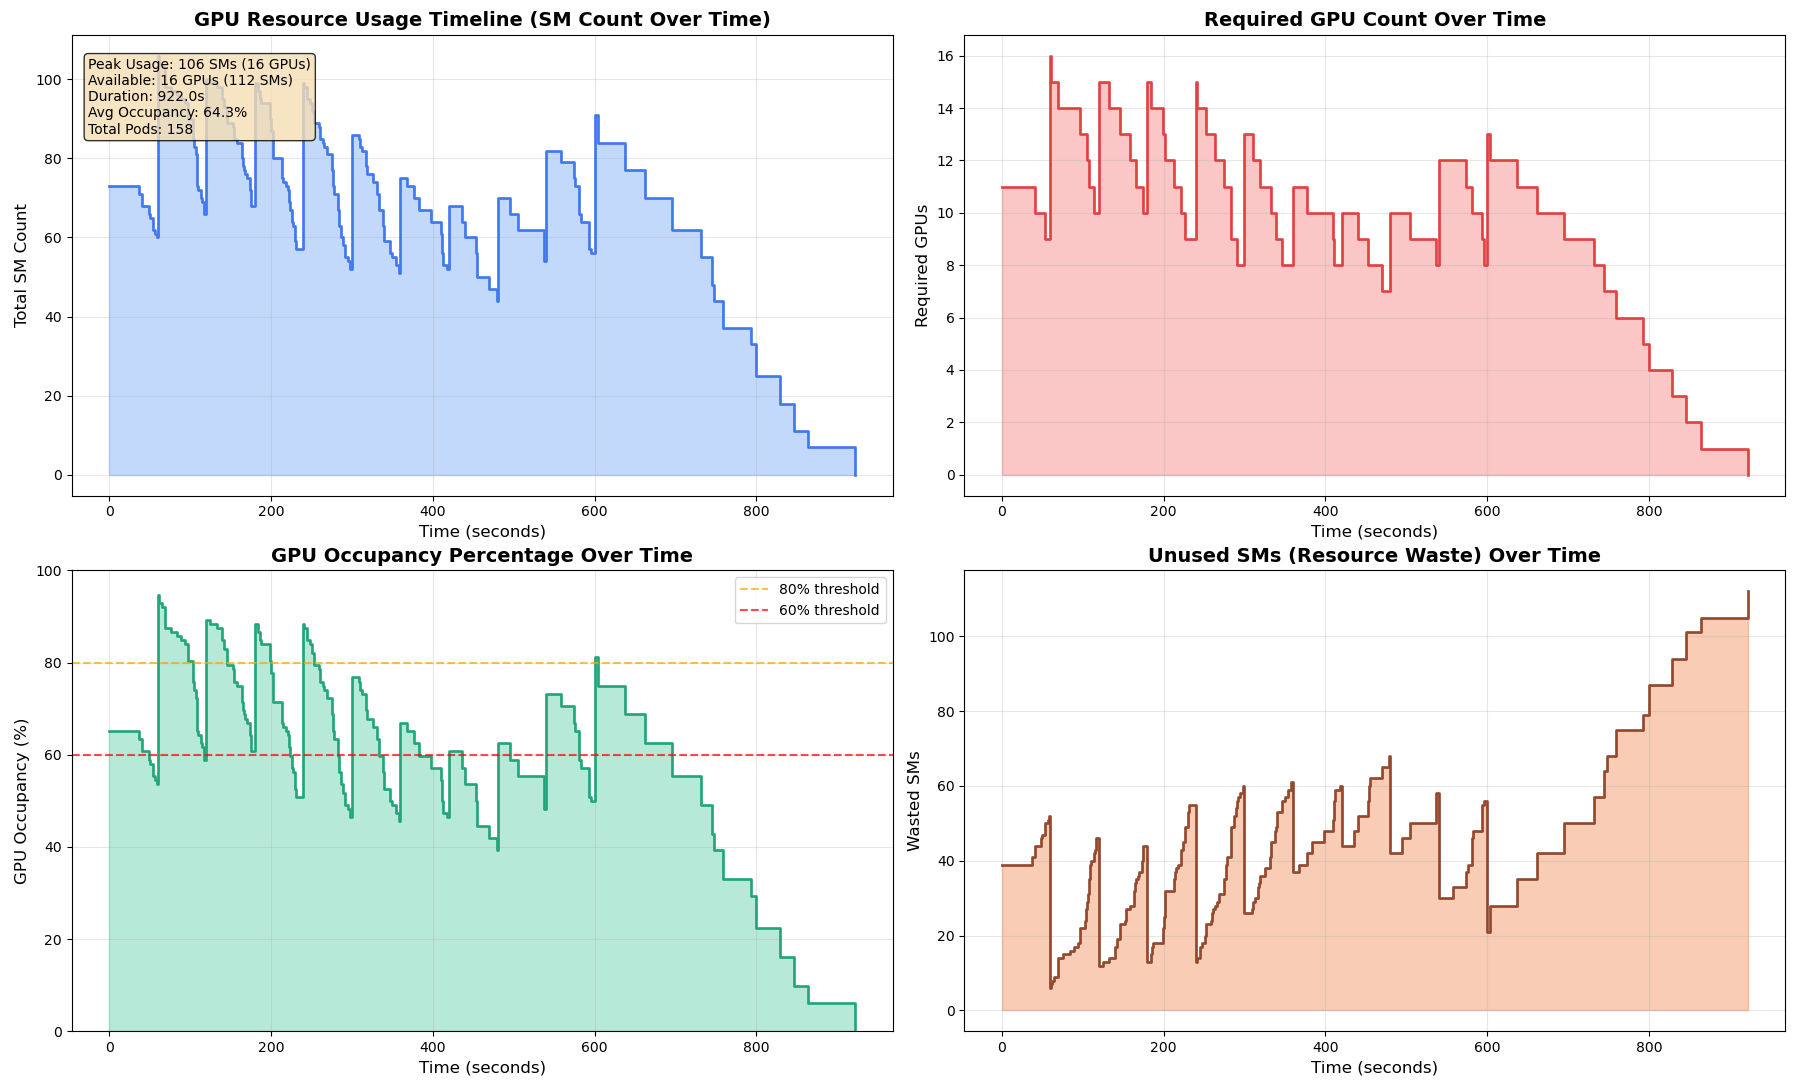 GPU Resource Usage Timeline (SM Count Over Time)
Peak Usage: 106 SMs (16 GPUs)
Available: 16 GPUs (112 SMs)
Duration: 922.0s
Avg Occupancy: 64.3%
Total Pods: 158
Total SM Count
100
80
60
40
20
0
0 200 400 600 800
Time (seconds)
Required GPU Count Over Time
Required GPUs
16
14
12
10
8
6
4
2
0
0 200 400 600 800
Time (seconds)
GPU Occupancy Percentage Over Time
80% threshold
60% threshold
GPU Occupancy (%)
100
80
60
40
20
0
0 200 400 600 800
Time (seconds)
Unused SMs (Resource Waste) Over Time
Wasted SMs
100
80
60
40
20
0
0 200 400 600 800
Time (seconds)